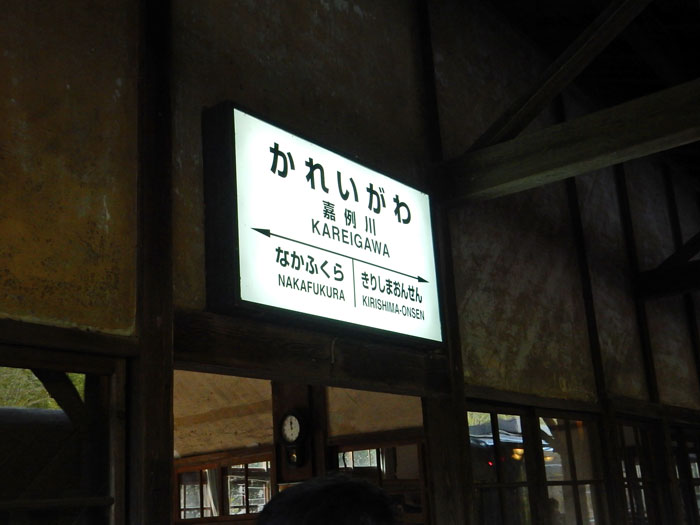 かれいがわ
嘉例川
KAREIGAWA
なかふくら
NAKAFUKURA
きりしまおんせん
KIRISHIMA-ONSEN